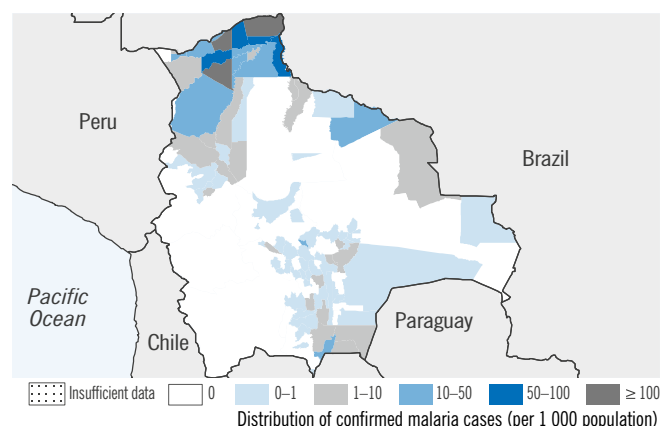 Peru
Brazil
Pacific
Ocean
Chile
Paraguay
Insufficient data 0 0–1 1–10 10–50 50–100 ≥ 100
Distribution of confirmed malaria cases (per 1 000 population)